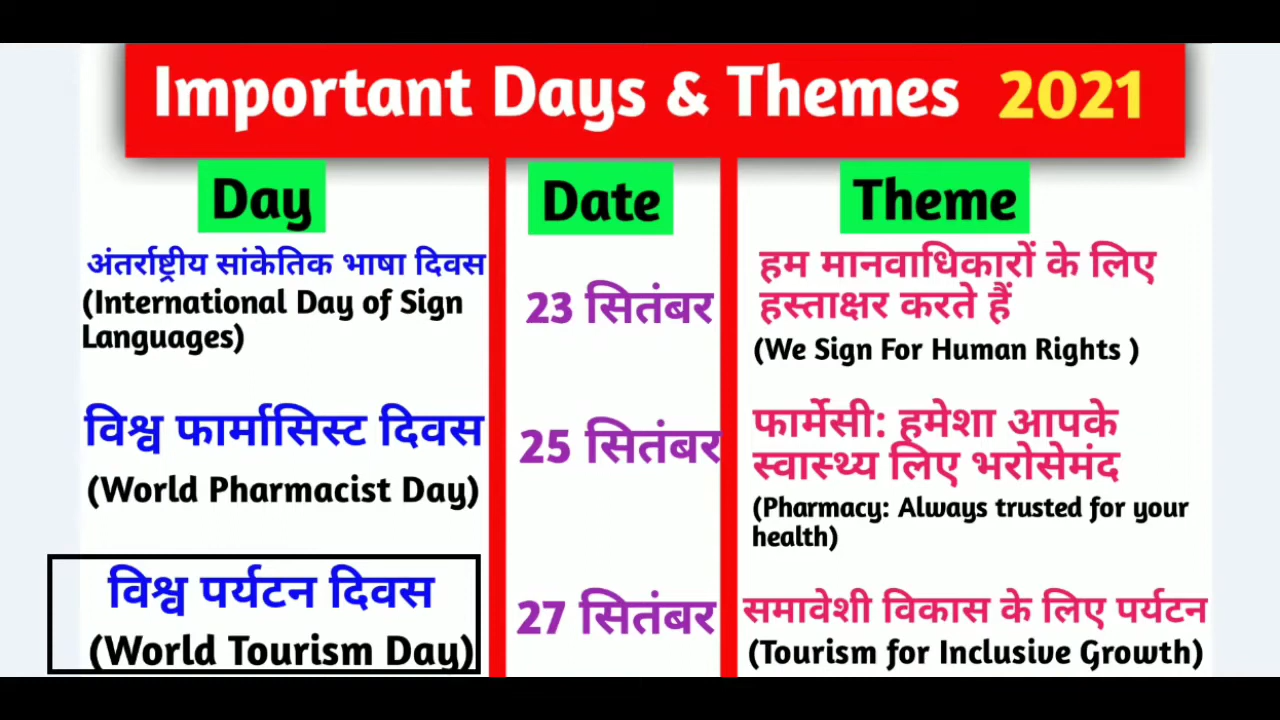 Important Days & Themes 2021
Day
Date
Theme
अंतर्राष्ट्रीय सांकेतिक भाषा दिवस
(International Day of Sign
Languages)
23 सितंबर
हम मानवाधिकारों के लिए
हस्ताक्षर करते हैं
(We Sign For Human Rights )
विश्व फार्मासिस्ट दिवस
(World Pharmacist Day)
25 सितंबर
फार्मेसी: हमेशा आपके
स्वास्थ्य लिए भरोसेमंद
(Pharmacy: Always trusted for your
health)
विश्व पर्यटन दिवस
(World Tourism Day)
27 सितंबर
समावेशी विकास के लिए पर्यटन
(Tourism for Inclusive Growth)